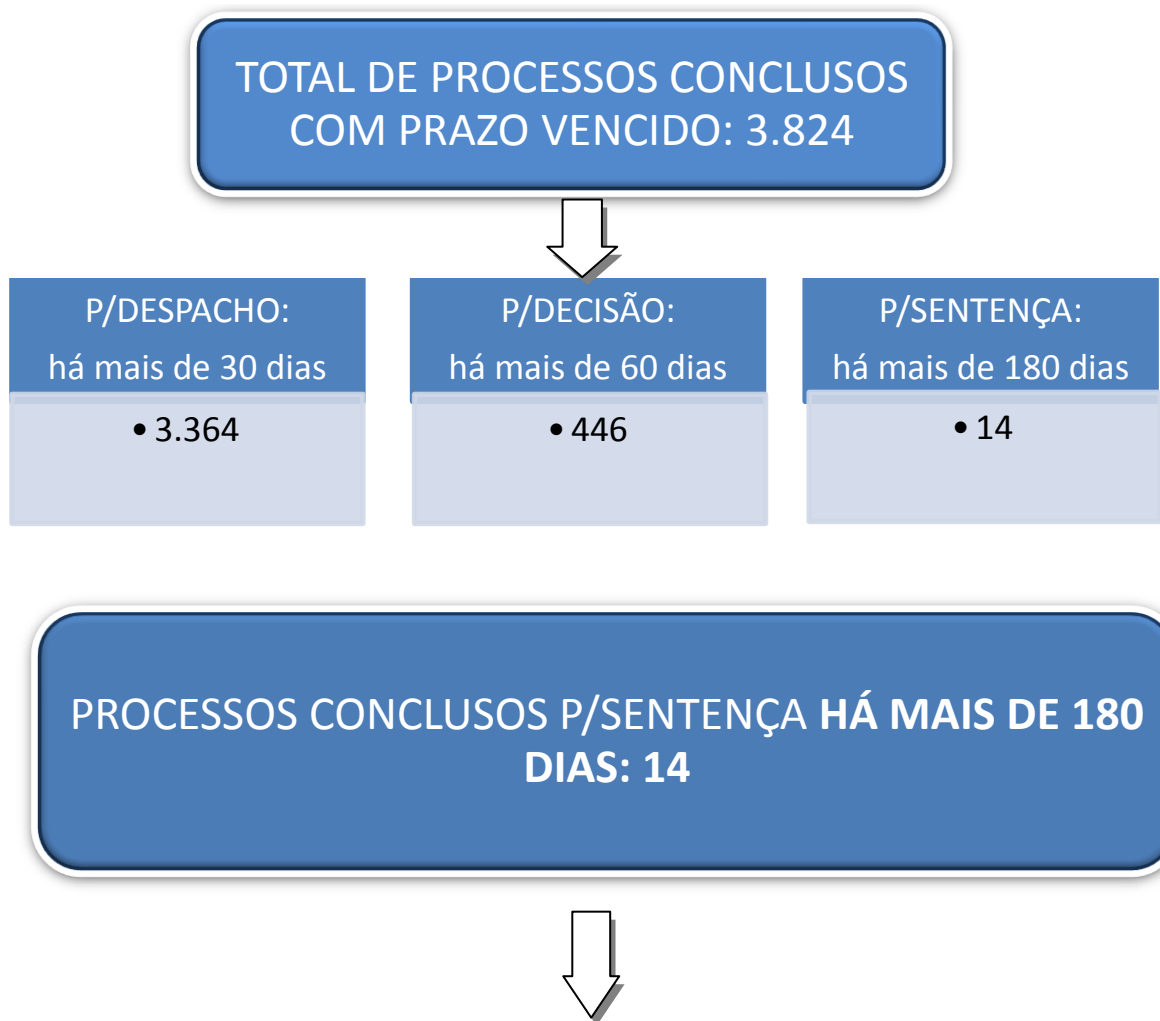 TOTAL DE PROCESSOS CONCLUSOS
COM PRAZO VENCIDO: 3.824
P/DESPACHO:
há mais de 30 dias
• 3.364
P/DECISÃO:
há mais de 60 dias
• 446
P/SENTENÇA:
há mais de 180 dias
• 14
PROCESSOS CONCLUSOS P/SENTENÇA HÁ MAIS DE 180
DIAS: 14